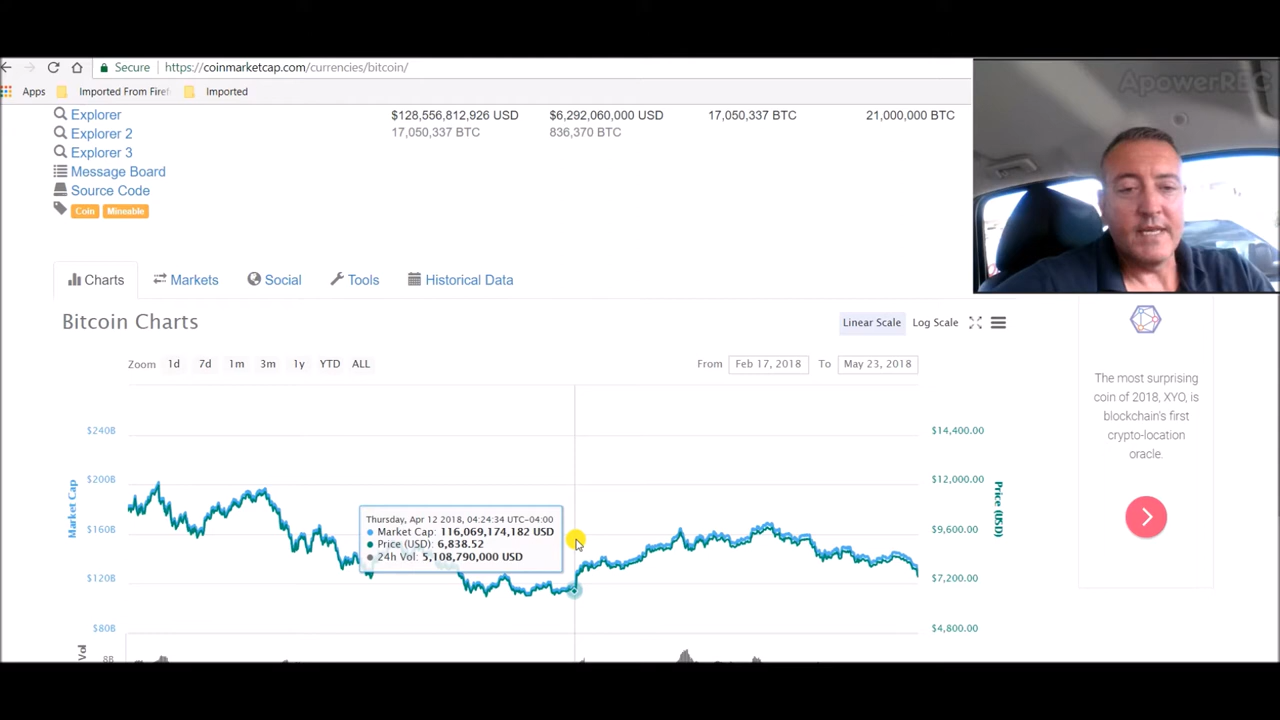 ApowerREC
Secure https://coinmarketcap.com/currencies/bitcoin/
Apps Imported From Firef Imported
Explorer $128,556,812,926 USD $6,292,060,000 USD 17,050,337 BTC 21,000,000 BTC
Explorer 2 17,050,337 BTC 836,370 BTC
Explorer 3
Message Board
Source Code
Coin Mineable
Charts Markets Social Tools Historical Data
Bitcoin Charts
Linear Scale Log Scale
Zoom 1d 7d 1m 3m 1y YTD ALL From Feb 17, 2018 To May 23, 2018
$240B $14,400.00
$200B $12,000.00
$160B $9,600.00
$120B $7,200.00
$80B $4,800.00
Market Cap
Price (USD)
Thursday, Apr 12 2018, 04:24:34 UTC-04:00
Market Cap: 116,069,174,182 USD
Price (USD): 6,838.52
24h Vol: 5,108,790,000 USD
Vol
8B
The most surprising
coin of 2018, XYO, is
blockchain's first
crypto-location
oracle.